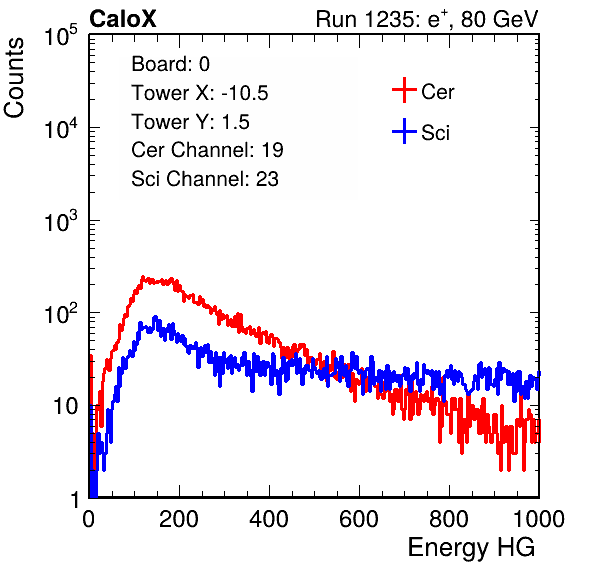 CaloX Run 1235: e⁺, 80 GeV
Counts
10⁵
10⁴
10³
10²
10
1
Board: 0
Tower X: -10.5
Tower Y: 1.5
Cer Channel: 19
Sci Channel: 23
Cer
Sci
0 200 400 600 800 1000
Energy HG